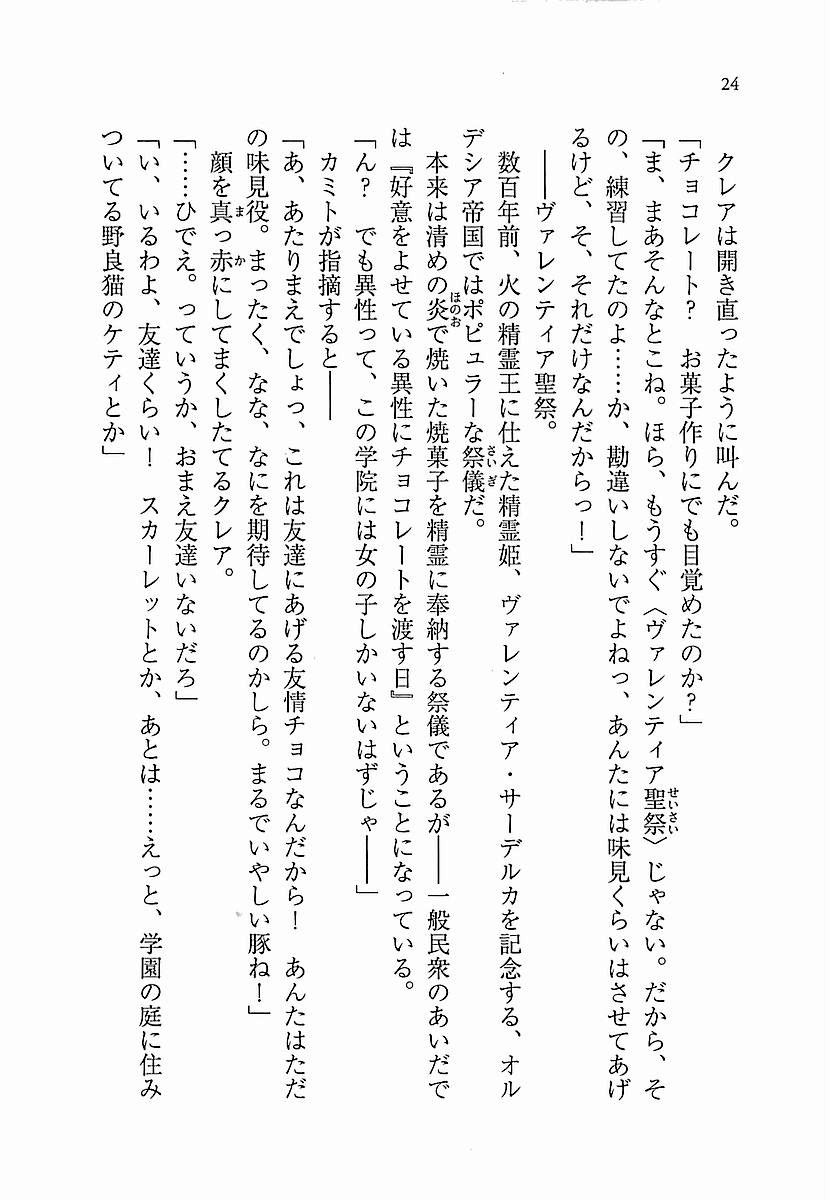 24
クレアは開き直ったように叫んだ。
「チョコレート？　お菓子作りにでも目覚めたのか？」
「ま、まあそんなとこね。ほら、もうすぐ〈ヴァレンティア聖祭〉じゃない。だから、そ
の、練習してたのよ……か、勘違いしないでよねっ、あんたには味見くらいはさせてあげ
るけど、そ、それだけなんだからっ！」
――ヴァレンティア聖祭。
数百年前、火の精霊王に仕えた精霊姫、ヴァレンティア・サーデルカを記念する、オル
デシア帝国ではポピュラーな祭儀だ。
本来は清めの炎で焼いた焼菓子を精霊に奉納する祭儀であるが――一般民衆のあいだで
は『好意をよせている異性にチョコレートを渡す日』ということになっている。
「ん？　でも異性って、この学院には女の子しかいないはずじゃ――」
カミトが指摘すると――
「あ、あたりまえでしょっ、これは友達にあげる友情チョコなんだから！　あんたはただ
の味見役。まったく、なな、なにを期待してるのかしら。まるでいやしい豚ね！」
顔を真っ赤にしてまくしたてるクレア。
「……ひでえ。っていうか、おまえ友達いないだろ」
「い、いるわよ、友達くらい！　スカーレットとか、あとは……えっと、学園の庭に住み
ついてる野良猫のケティとか」